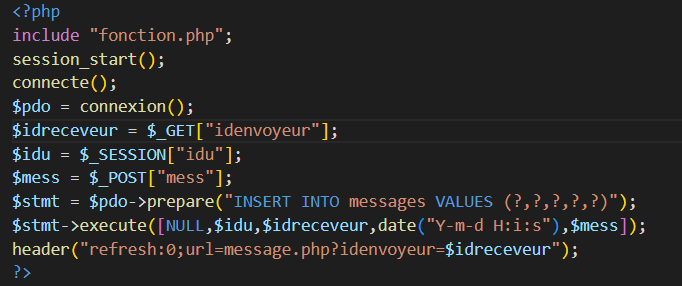 <?php
include "fonction.php";
session_start();
connecte();
$pdo = connexion();
$idreceveur = $_GET["idenvoyeur"];
$idu = $_SESSION["idu"];
$mess = $_POST["mess"];
$stmt = $pdo->prepare("INSERT INTO messages VALUES (?,?,?,?,?)");
$stmt->execute([NULL,$idu,$idreceveur,date("Y-m-d H:i:s"),$mess]);
header("refresh:0;url=message.php?idenvoyeur=$idreceveur");
?>